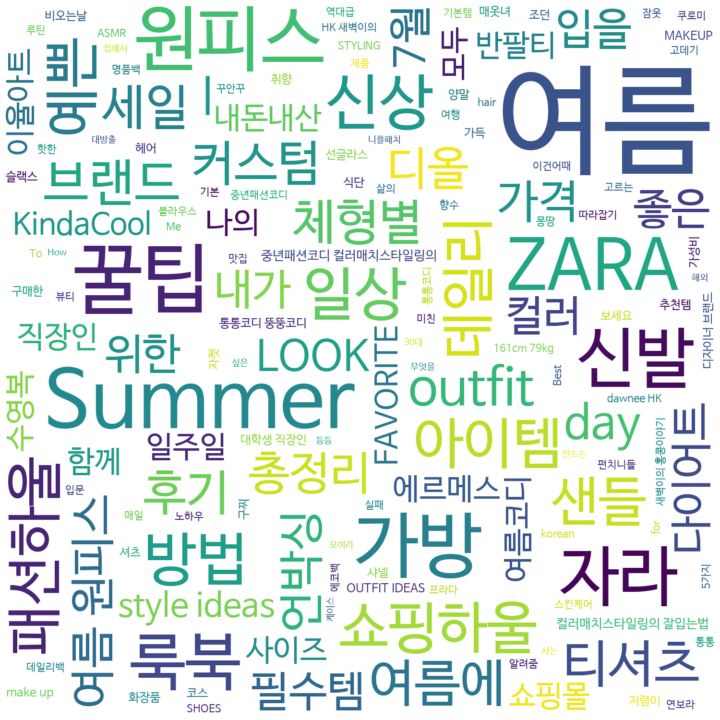 비오는날
ASMR
루틴
집에서
이율아트
예쁜
원피스
세일
I
명품백
핫한
대방출
헤어
슬랙스
역대급
HK 새벽이의
STYLING
제품
취향
꾸안꾸
내돈내산
신상
7월
모두
기본템
매웃녀
반팔티
양말
hair
여행
가득
입을
조던
잠옷
쿠로미
MAKEUP
고데기
여름
이건어때
니플패치
선글라스
브랜드
커스텀
디올
가격
고르는
좋은
KindaCool
기본
중년패션코디
식단
삶의
블라우스
Me
나의
체형별
향수
몽땅
따라잡기
가성비
해외
To
How
구매한
뷰티
꿀팁
맛집
중년패션코디 컬러매치스타일링의
내가
일상
통통코디
데일리
ZARA
컬러
추천템
보세요
디자이너 브랜드
직장인
통통코디 뚱뚱코디
미친
위한
자켓
싶은
LOOK
30대
무엇을
161cm 79kg
신발
수영복
Summer
FAVORITE
outfit
Best
dawnee HK
day
함께
일주일
대학생 직장인
등등
아이템
만드는
펀치니들
새벽이의 홍콩이야기
다이어트
패션하울
입문
후기
총정리
에르메스
샌들
매일
노하우
구찌
실패
여름코디
for
셔츠
방법
언박싱
오여라
에코백
샤넬
가방
korean
자라
5가지
여름 원피스
style ideas
케이스
OUTFIT IDEAS
프라다
쇼핑하울
스킨케어
컬러매치스타일링의 잘입는법
통통
데일리백
룩북
사이즈
알려줌
사는
티셔츠
make up
화장품
코스
SHOES
필수템
여름에
쇼핑몰
저렴이
연보라